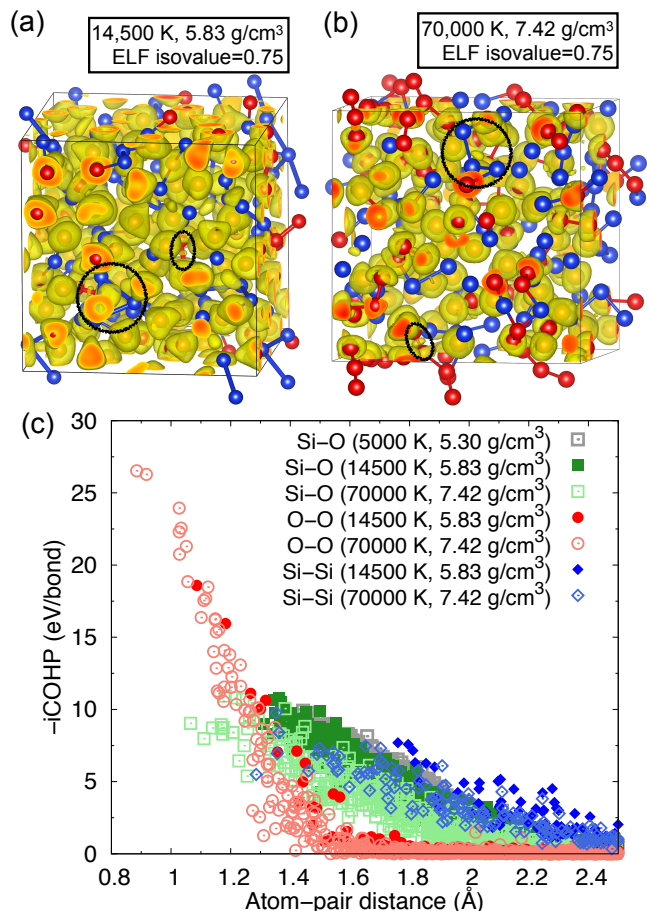 (a)
14,500 K, 5.83 g/cm³
ELF isovalue=0.75
(b)
70,000 K, 7.42 g/cm³
ELF isovalue=0.75
(c)
30
25
20
15
10
5
0
−iCOHP (eV/bond)
Si−O (5000 K, 5.30 g/cm³)
Si−O (14500 K, 5.83 g/cm³)
Si−O (70000 K, 7.42 g/cm³)
O−O (14500 K, 5.83 g/cm³)
O−O (70000 K, 7.42 g/cm³)
Si−Si (14500 K, 5.83 g/cm³)
Si−Si (70000 K, 7.42 g/cm³)
0.8 1 1.2 1.4 1.6 1.8 2 2.2 2.4
Atom−pair distance (Å)